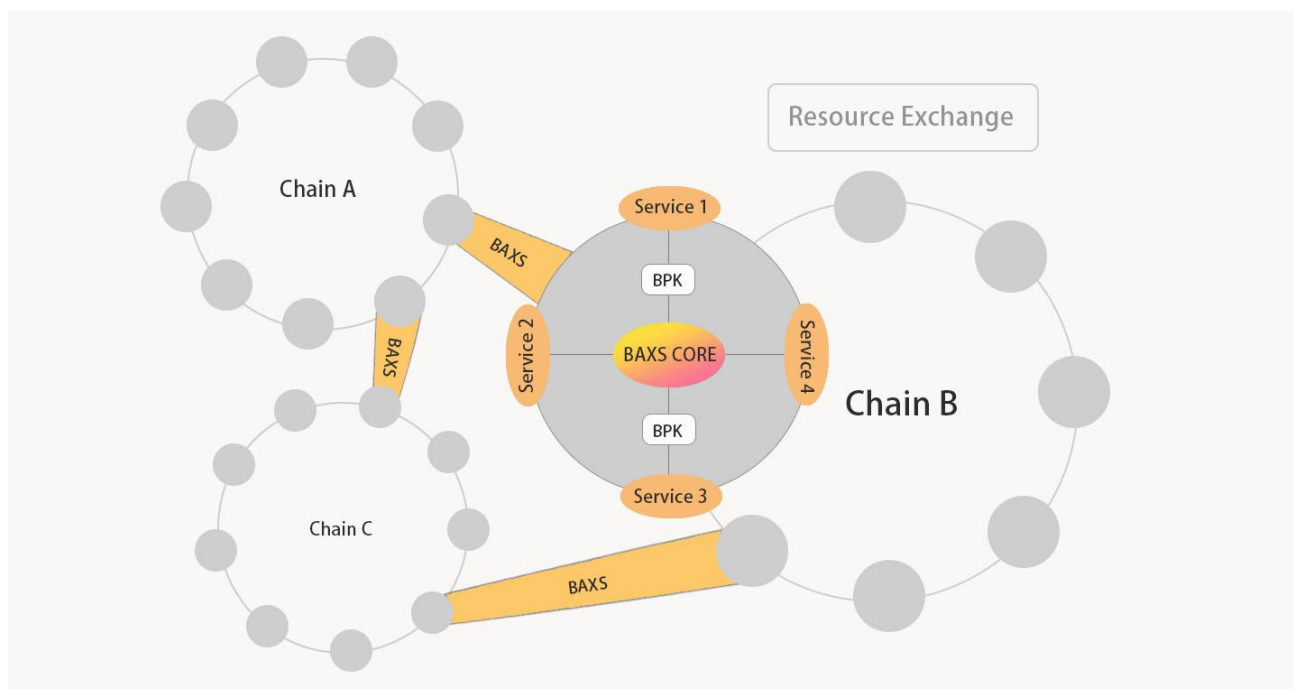 Resource Exchange
Chain A
Service 1
BAXS
BPK
Service 2
BAXS CORE
Service 4
BAXS
Chain B
BPK
Service 3
Chain C
BAXS